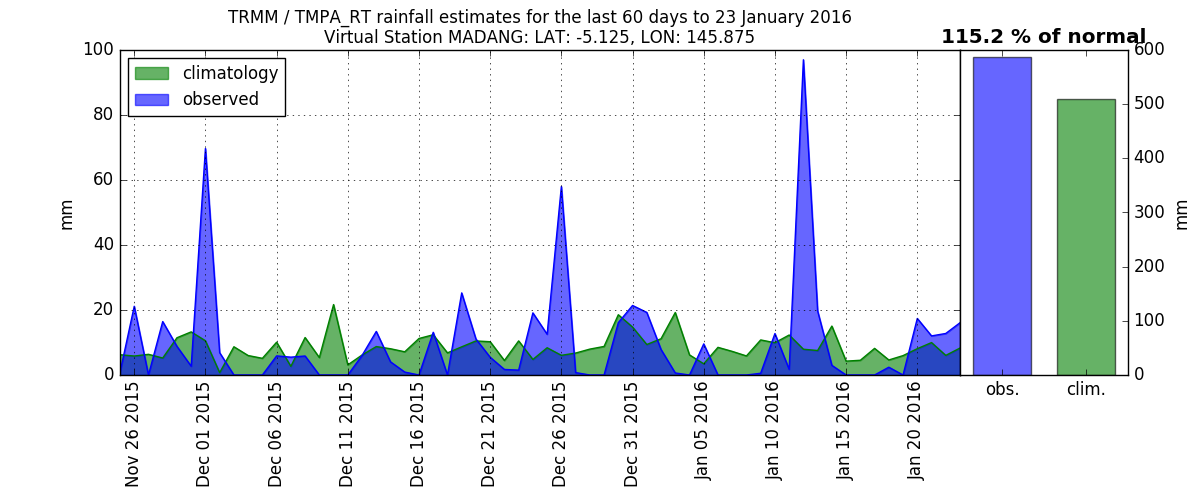 TRMM / TMPA_RT rainfall estimates for the last 60 days to 23 January 2016
Virtual Station MADANG: LAT: -5.125, LON: 145.875
115.2 % of normal
climatology
observed
mm
100
80
60
40
20
0
Nov 26 2015
Dec 01 2015
Dec 06 2015
Dec 11 2015
Dec 16 2015
Dec 21 2015
Dec 26 2015
Dec 31 2015
Jan 05 2016
Jan 10 2016
Jan 15 2016
Jan 20 2016
obs.
clim.
600
500
400
300
200
100
0
mm